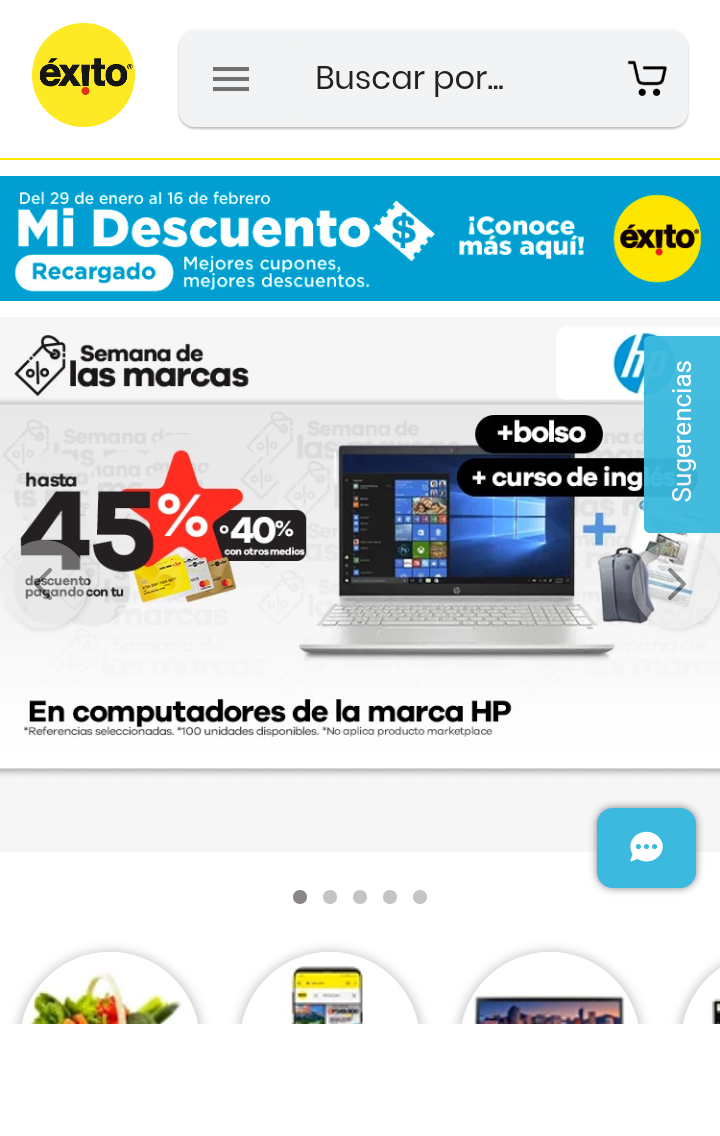 éxito
Buscar por...
Del 29 de enero al 16 de febrero
Mi Descuento $
Recargado
Mejores cupones,
mejores descuentos.
¡Conoce
más aquí!
éxito
Semana de
las marcas
hp
Sugerencias
+bolso
+ curso de inglés
hasta
45%
o 40%
con otros medios
descuento
pagando con tu
En computadores de la marca HP
*Referencias seleccionadas. *100 unidades disponibles. *No aplica producto marketplace